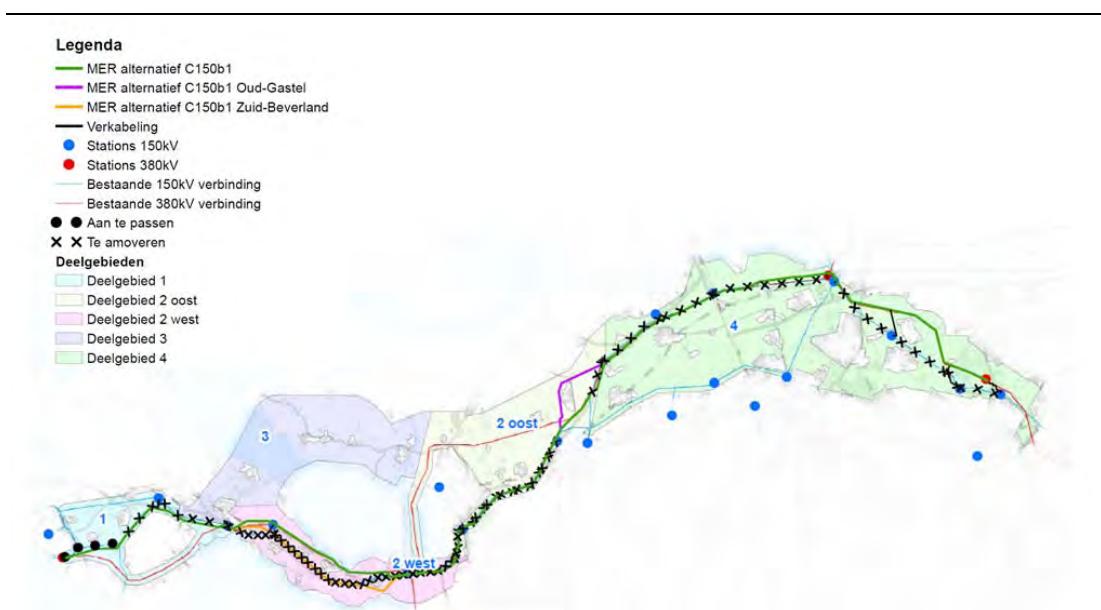 Legenda
MER alternatief C150b1
MER alternatief C150b1 Oud-Gastel
MER alternatief C150b1 Zuid-Beverland
Verkabeling
Stations 150kV
Stations 380kV
Bestaande 150kV verbinding
Bestaande 380kV verbinding
Aan te passen
Te amoveren
Deelgebieden
Deelgebied 1
Deelgebied 2 oost
Deelgebied 2 west
Deelgebied 3
Deelgebied 4
4
2 oost
3
1
2 west